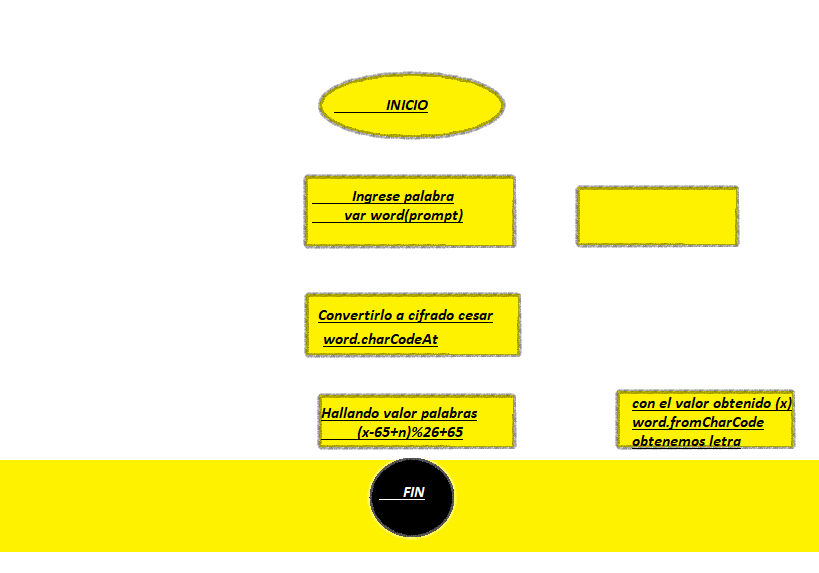 INICIO
Ingrese palabra
var word(prompt)
Convertirlo a cifrado cesar
word.charCodeAt
Hallando valor palabras
(x-65+n)%26+65
con el valor obtenido (x)
word.fromCharCode
obtenemos letra
FIN